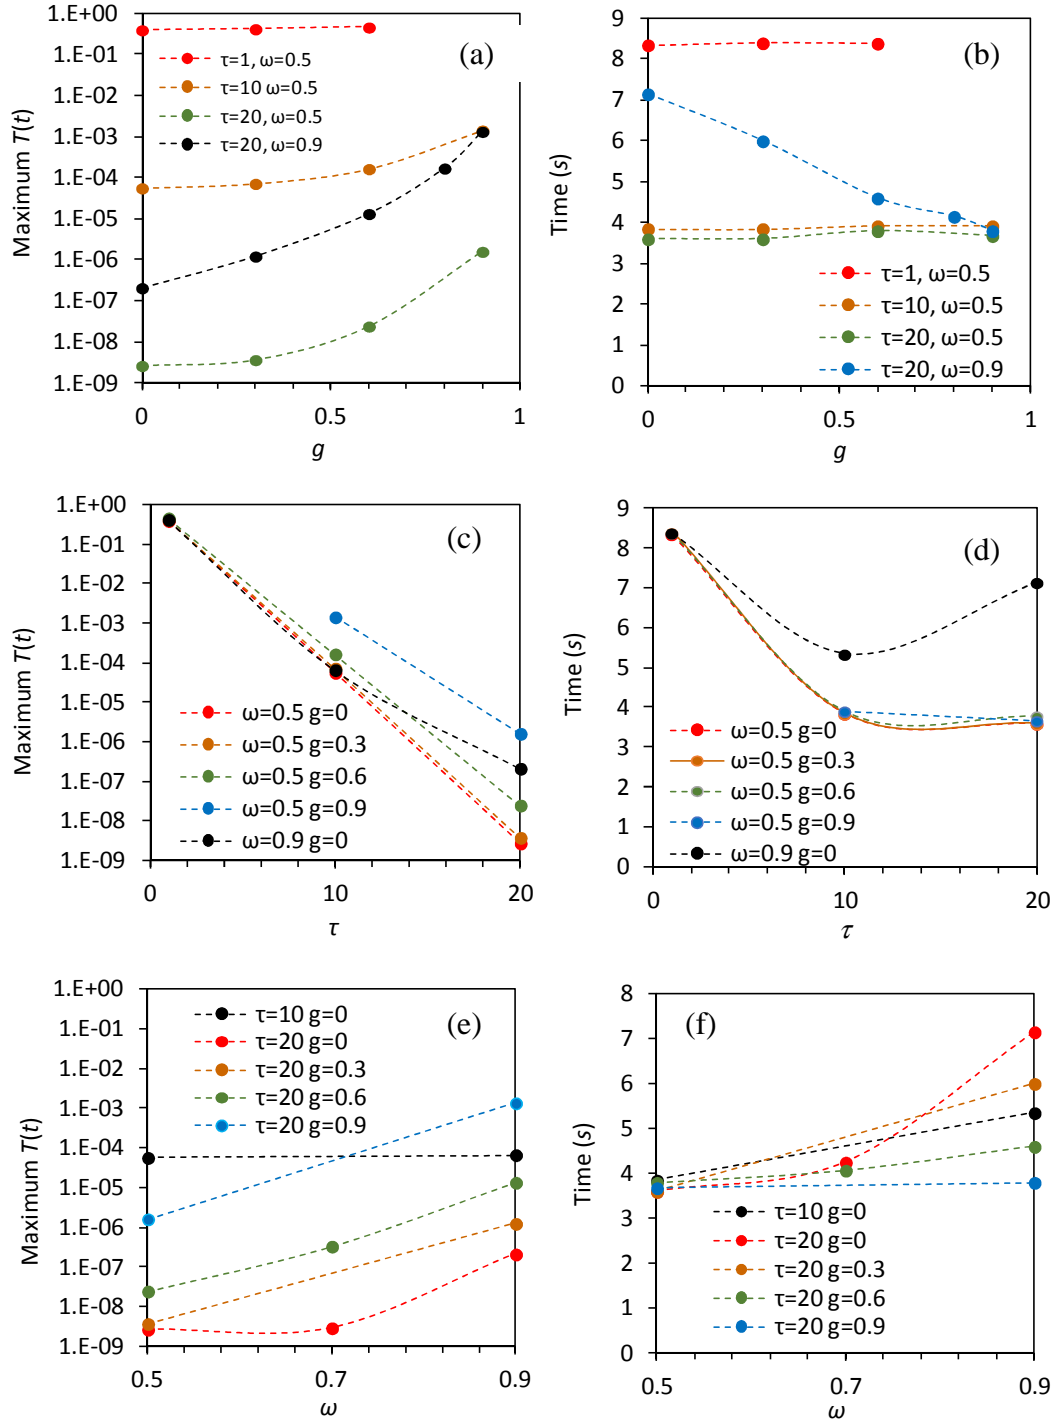 (a)
Maximum T(t)
1.E+00
1.E-01
1.E-02
1.E-03
1.E-04
1.E-05
1.E-06
1.E-07
1.E-08
1.E-09
τ=1, ω=0.5
τ=10 ω=0.5
τ=20, ω=0.5
τ=20, ω=0.9
0 0.5 1
g
(b)
Time (s)
9
8
7
6
5
4
3
2
1
0
τ=1, ω=0.5
τ=10, ω=0.5
τ=20, ω=0.5
τ=20, ω=0.9
0 0.5 1
g
(c)
Maximum T(t)
1.E+00
1.E-01
1.E-02
1.E-03
1.E-04
1.E-05
1.E-06
1.E-07
1.E-08
1.E-09
ω=0.5 g=0
ω=0.5 g=0.3
ω=0.5 g=0.6
ω=0.5 g=0.9
ω=0.9 g=0
0 10 20
τ
(d)
Time (s)
9
8
7
6
5
4
3
2
1
0
ω=0.5 g=0
ω=0.5 g=0.3
ω=0.5 g=0.6
ω=0.5 g=0.9
ω=0.9 g=0
0 10 20
τ
(e)
Maximum T(t)
1.E+00
1.E-01
1.E-02
1.E-03
1.E-04
1.E-05
1.E-06
1.E-07
1.E-08
1.E-09
τ=10 g=0
τ=20 g=0
τ=20 g=0.3
τ=20 g=0.6
τ=20 g=0.9
0.5 0.7 0.9
ω
(f)
Time (s)
8
7
6
5
4
3
2
1
0
τ=10 g=0
τ=20 g=0
τ=20 g=0.3
τ=20 g=0.6
τ=20 g=0.9
0.5 0.7 0.9
ω